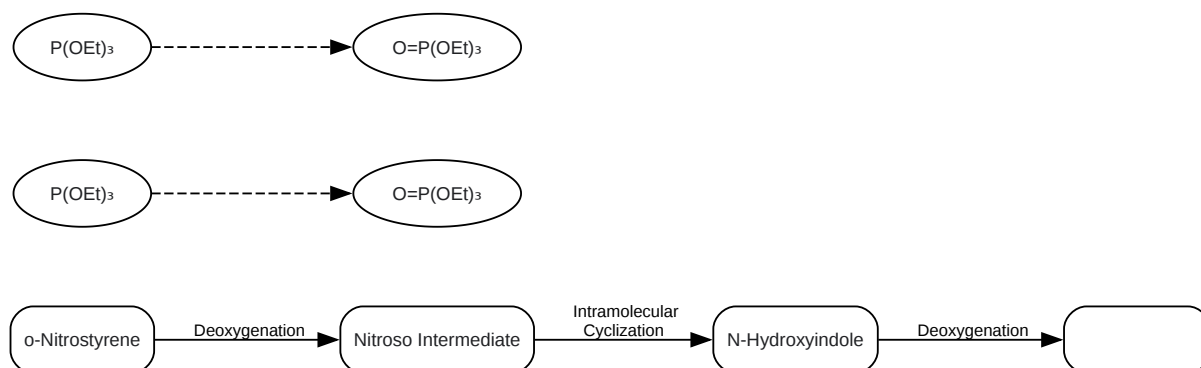 P(OEt)₃
O=P(OEt)₃
P(OEt)₃
O=P(OEt)₃
o-Nitrostyrene
Deoxygenation
Nitroso Intermediate
Intramolecular
Cyclization
N-Hydroxyindole
Deoxygenation